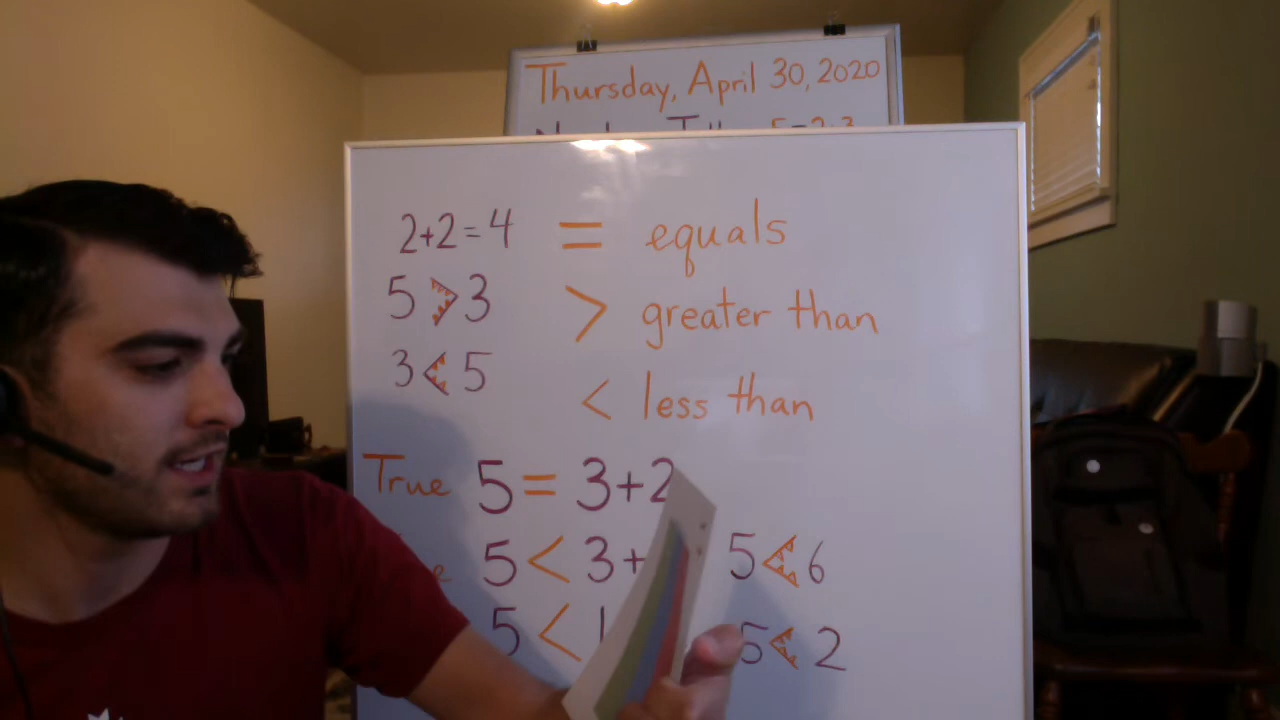 Thursday, April 30, 2020
2+2=4 = equals
5 > 3 > greater than
3 < 5 < less than
True 5 = 3+2
5 < 3+ 5 < 6
5 < 1 5 < 2